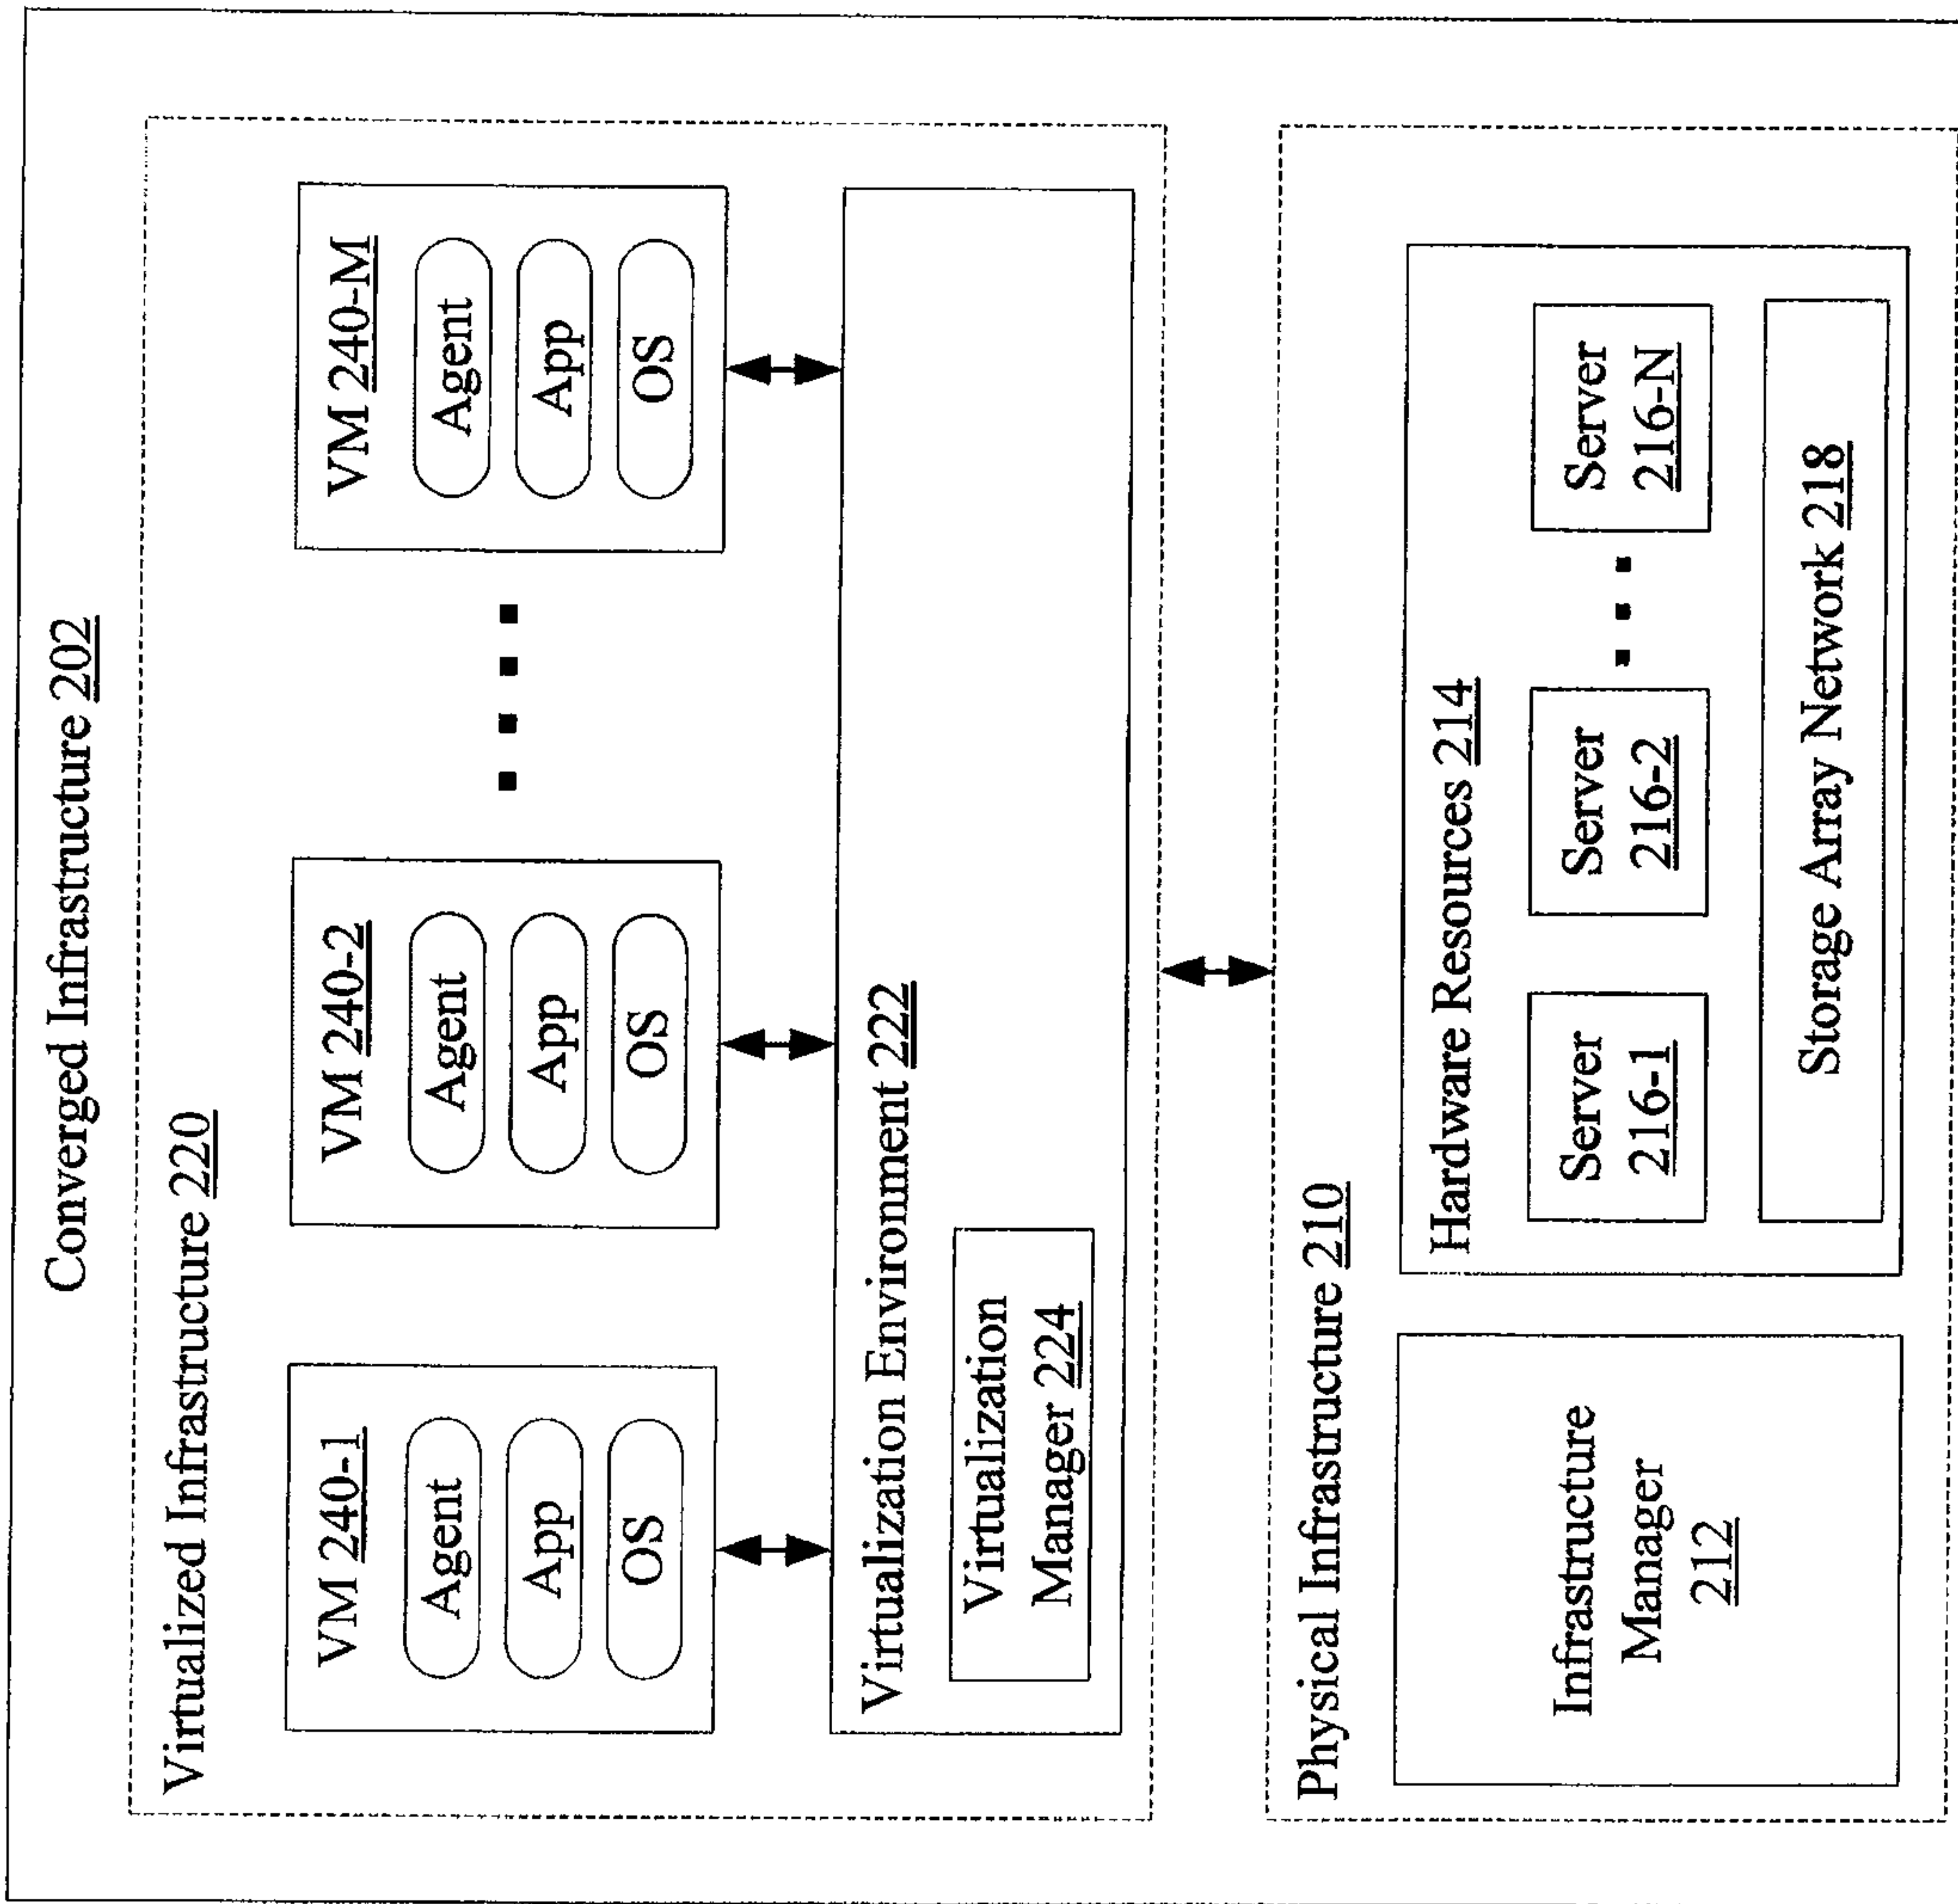 Converged Infrastructure 202
Virtualized Infrastructure 220
VM 240-1
Agent
App
OS
VM 240-2
Agent
App
OS
VM 240-M
Agent
App
OS
Virtualization Environment 222
Virtualization
Manager 224
Physical Infrastructure 210
Infrastructure
Manager
212
Hardware Resources 214
Server
216-1
Server
216-2
Server
216-N
Storage Array Network 218